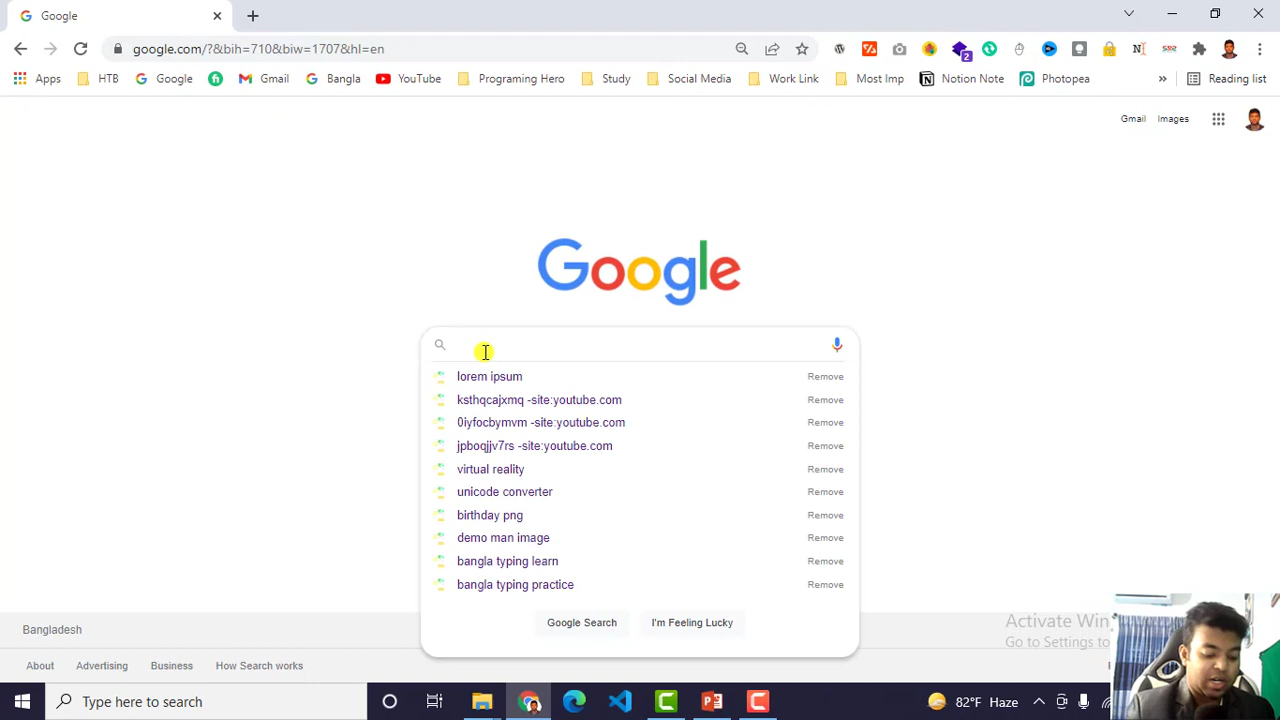 Google
google.com/?&bih=710&biw=1707&hl=en
Apps
HTB
Google
Gmail
Bangla
YouTube
Programing Hero
Study
Social Media
Work Link
Most Imp
Notion Note
Photopea
»
Reading list
Gmail
Images
Google
lorem ipsum Remove
ksthqcajxmq -site:youtube.com Remove
0iyfocbymvm -site:youtube.com Remove
jpboqjjv7rs -site:youtube.com Remove
virtual reality Remove
unicode converter Remove
birthday png Remove
demo man image Remove
bangla typing learn Remove
bangla typing practice Remove
Google Search
I'm Feeling Lucky
Bangladesh
Activate Win
Go to Settings to
About
Advertising
Business
How Search works
Type here to search
82°F Haze